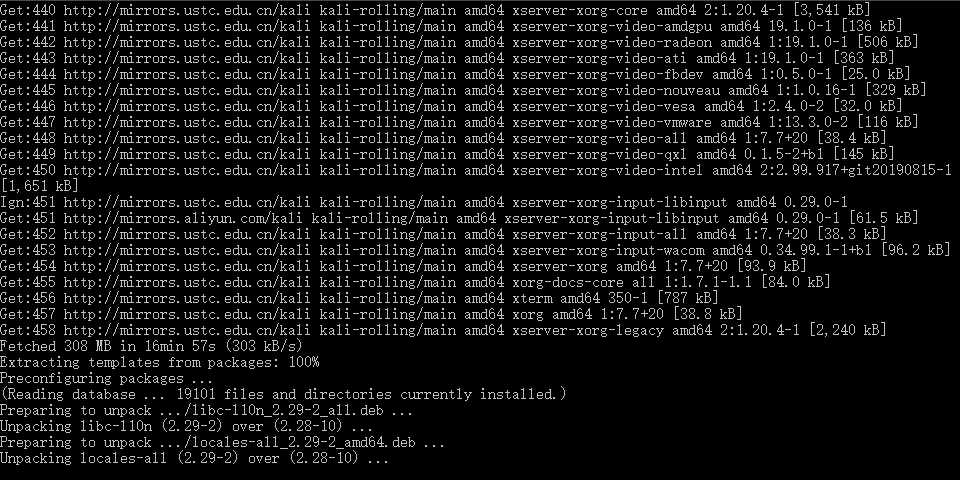 Get:440 http://mirrors.ustc.edu.cn/kali kali-rolling/main amd64 xserver-xorg-core amd64 2:1.20.4-1 [3,541 kB]
Get:441 http://mirrors.ustc.edu.cn/kali kali-rolling/main amd64 xserver-xorg-video-amdgpu amd64 19.1.0-1 [136 kB]
Get:442 http://mirrors.ustc.edu.cn/kali kali-rolling/main amd64 xserver-xorg-video-radeon amd64 1:19.1.0-1 [506 kB]
Get:443 http://mirrors.ustc.edu.cn/kali kali-rolling/main amd64 xserver-xorg-video-ati amd64 1:19.1.0-1 [363 kB]
Get:444 http://mirrors.ustc.edu.cn/kali kali-rolling/main amd64 xserver-xorg-video-fbdev amd64 1:0.5.0-1 [25.0 kB]
Get:445 http://mirrors.ustc.edu.cn/kali kali-rolling/main amd64 xserver-xorg-video-nouveau amd64 1:1.0.16-1 [329 kB]
Get:446 http://mirrors.ustc.edu.cn/kali kali-rolling/main amd64 xserver-xorg-video-vesa amd64 1:2.4.0-2 [32.0 kB]
Get:447 http://mirrors.ustc.edu.cn/kali kali-rolling/main amd64 xserver-xorg-video-vmware amd64 1:13.3.0-2 [116 kB]
Get:448 http://mirrors.ustc.edu.cn/kali kali-rolling/main amd64 xserver-xorg-video-all amd64 1:7.7+20 [38.4 kB]
Get:449 http://mirrors.ustc.edu.cn/kali kali-rolling/main amd64 xserver-xorg-video-qxl amd64 0.1.5-2+b1 [145 kB]
Get:450 http://mirrors.ustc.edu.cn/kali kali-rolling/main amd64 xserver-xorg-video-intel amd64 2:2.99.917+git20190815-1
[1,651 kB]
Ign:451 http://mirrors.ustc.edu.cn/kali kali-rolling/main amd64 xserver-xorg-input-libinput amd64 0.29.0-1
Get:451 http://mirrors.aliyun.com/kali kali-rolling/main amd64 xserver-xorg-input-libinput amd64 0.29.0-1 [61.5 kB]
Get:452 http://mirrors.ustc.edu.cn/kali kali-rolling/main amd64 xserver-xorg-input-all amd64 1:7.7+20 [38.3 kB]
Get:453 http://mirrors.ustc.edu.cn/kali kali-rolling/main amd64 xserver-xorg-input-wacom amd64 0.34.99.1-1+b1 [96.2 kB]
Get:454 http://mirrors.ustc.edu.cn/kali kali-rolling/main amd64 xserver-xorg amd64 1:7.7+20 [93.9 kB]
Get:455 http://mirrors.ustc.edu.cn/kali kali-rolling/main amd64 xorg-docs-core all 1:1.7.1-1.1 [84.0 kB]
Get:456 http://mirrors.ustc.edu.cn/kali kali-rolling/main amd64 xterm amd64 350-1 [787 kB]
Get:457 http://mirrors.ustc.edu.cn/kali kali-rolling/main amd64 xorg amd64 1:7.7+20 [38.8 kB]
Get:458 http://mirrors.ustc.edu.cn/kali kali-rolling/main amd64 xserver-xorg-legacy amd64 2:1.20.4-1 [2,240 kB]
Fetched 308 MB in 16min 57s (303 kB/s)
Extracting templates from packages: 100%
Preconfiguring packages ...
(Reading database ... 19101 files and directories currently installed.)
Preparing to unpack .../libc-l10n_2.29-2_all.deb ...
Unpacking libc-l10n (2.29-2) over (2.28-10) ...
Preparing to unpack .../locales-all_2.29-2_amd64.deb ...
Unpacking locales-all (2.29-2) over (2.28-10) ...